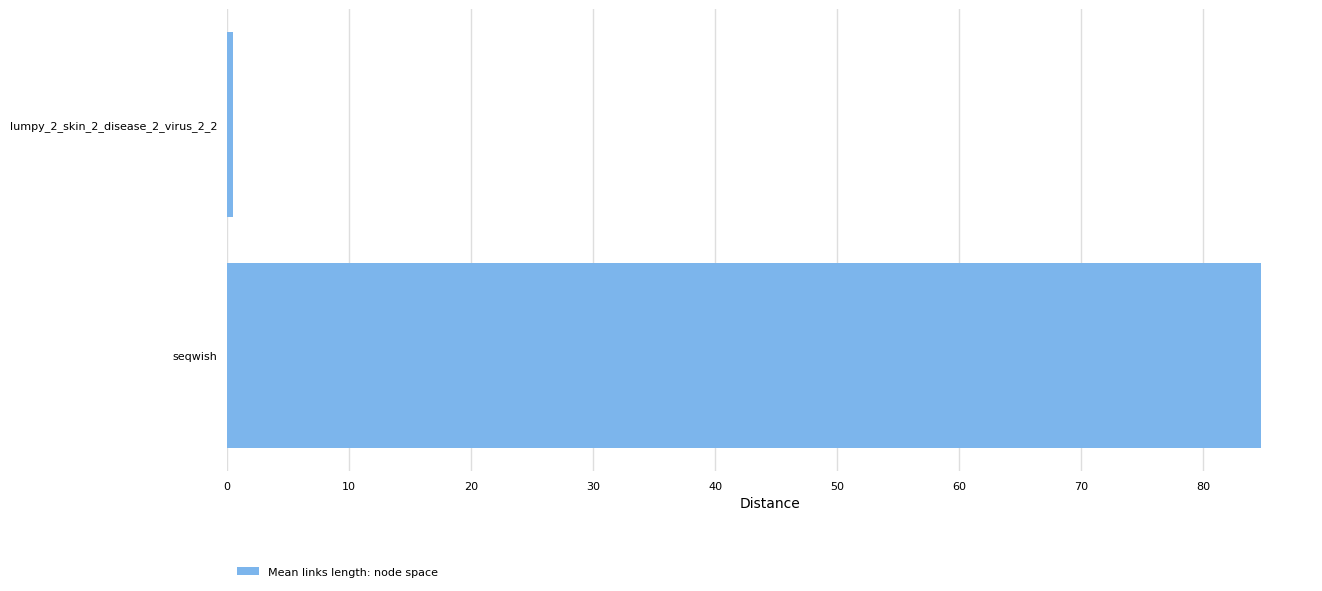 lumpy_2_skin_2_disease_2_virus_2_2
seqwish
0 10 20 30 40 50 60 70 80
Distance
Mean links length: node space